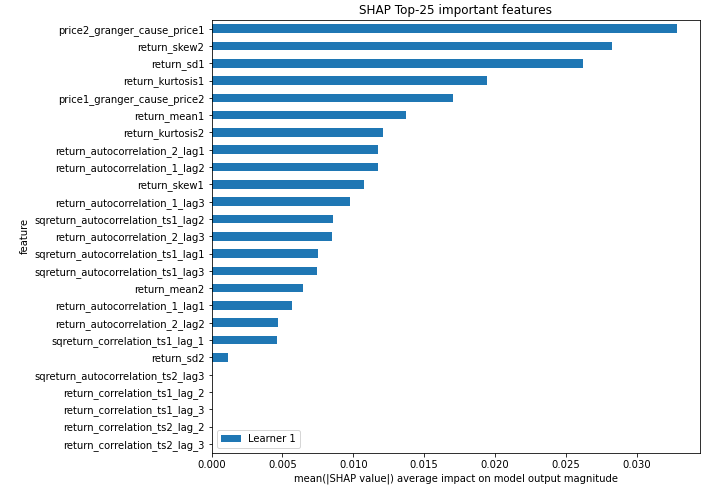 SHAP Top-25 important features
price2_granger_cause_price1
return_skew2
return_sd1
return_kurtosis1
price1_granger_cause_price2
return_mean1
return_kurtosis2
return_autocorrelation_2_lag1
return_autocorrelation_1_lag2
return_skew1
return_autocorrelation_1_lag3
sqreturn_autocorrelation_ts1_lag2
return_autocorrelation_2_lag3
sqreturn_autocorrelation_ts1_lag1
sqreturn_autocorrelation_ts1_lag3
return_mean2
return_autocorrelation_1_lag1
return_autocorrelation_2_lag2
sqreturn_correlation_ts1_lag_1
return_sd2
sqreturn_autocorrelation_ts2_lag3
return_correlation_ts1_lag_2
return_correlation_ts1_lag_3
return_correlation_ts2_lag_2
return_correlation_ts2_lag_3
feature
Learner 1
0.000 0.005 0.010 0.015 0.020 0.025 0.030
mean(|SHAP value|) average impact on model output magnitude